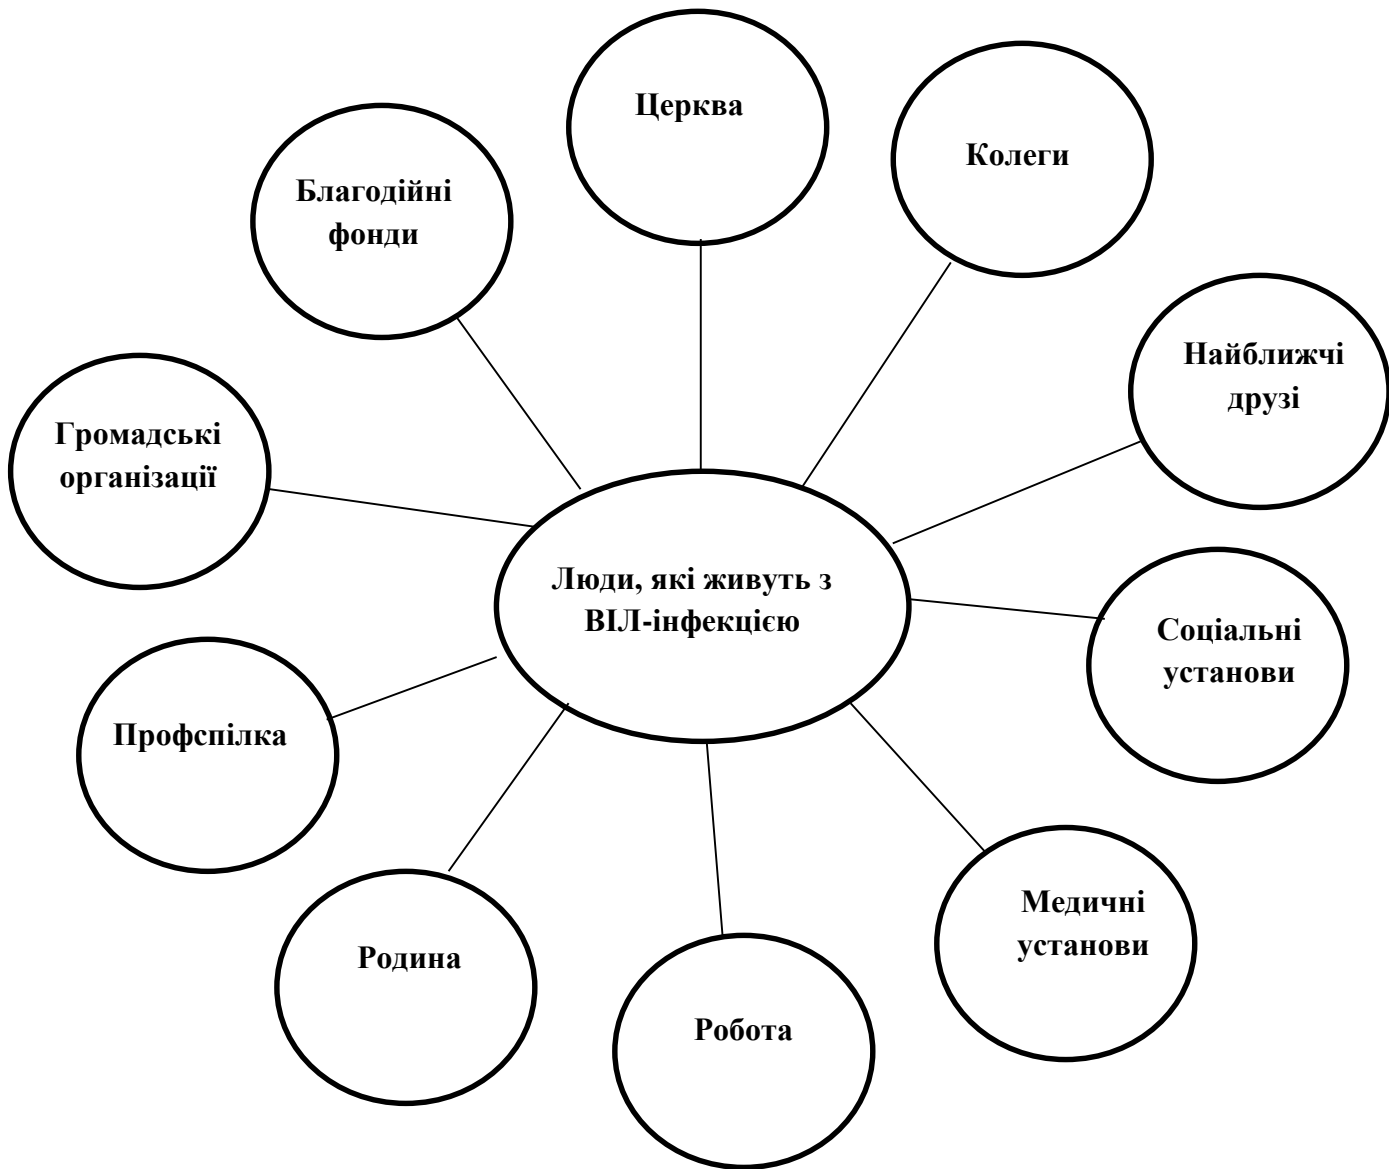 Церква
Колеги
Благодійні
фонди
Найближчі
друзі
Громадські
організації
Люди, які живуть з
ВІЛ-інфекцією
Соціальні
установи
Профспілка
Медичні
установи
Родина
Робота